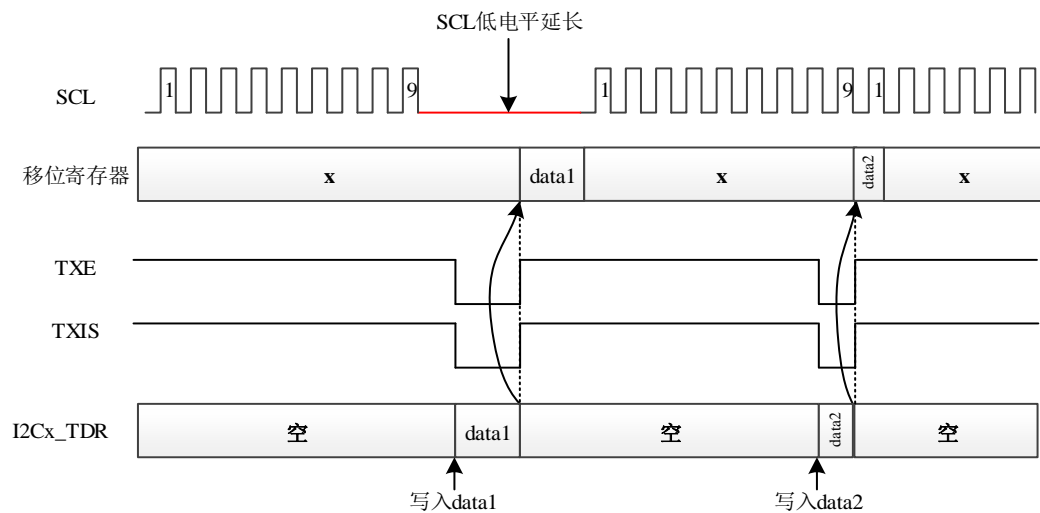 SCL低电平延长
SCL 1 9 1 9 1
移位寄存器 x data1 x data2 x
TXE
TXIS
I2Cx_TDR 空 data1 空 data2 空
写入data1 写入data2